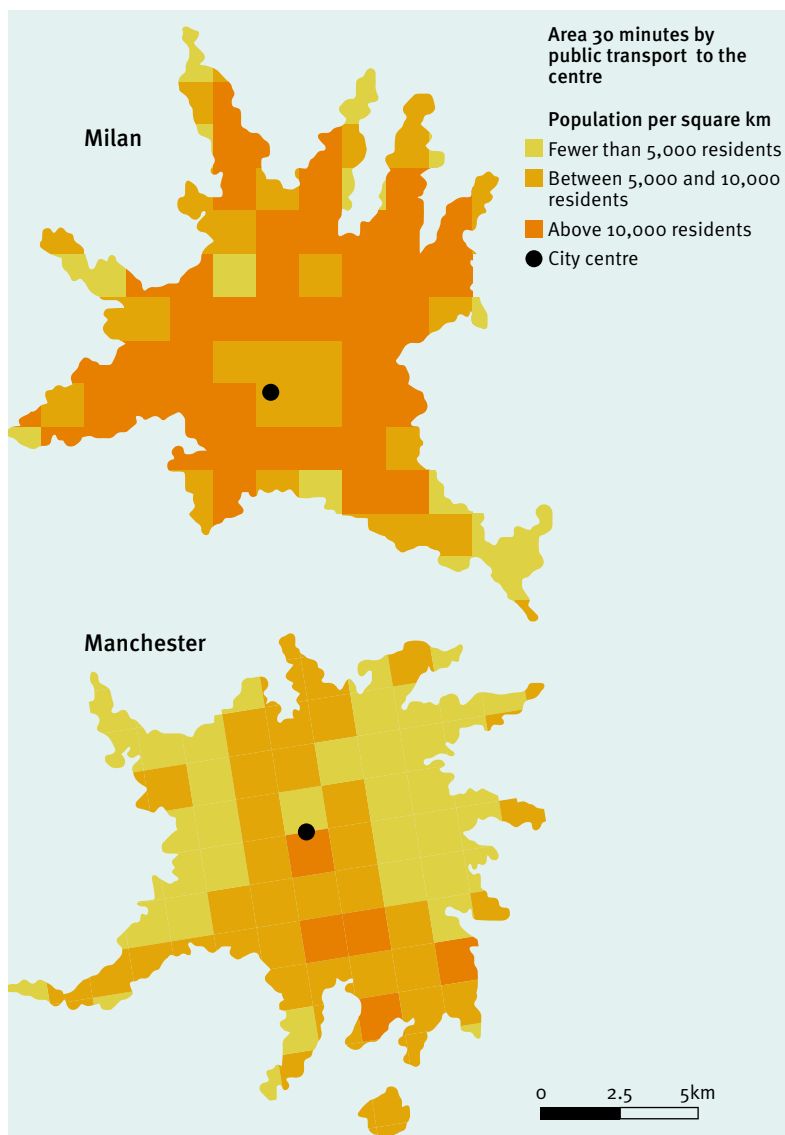 Area 30 minutes by
public transport to the
centre
Population per square km
Fewer than 5,000 residents
Between 5,000 and 10,000
residents
Above 10,000 residents
City centre
Milan
Manchester
0 2.5 5km